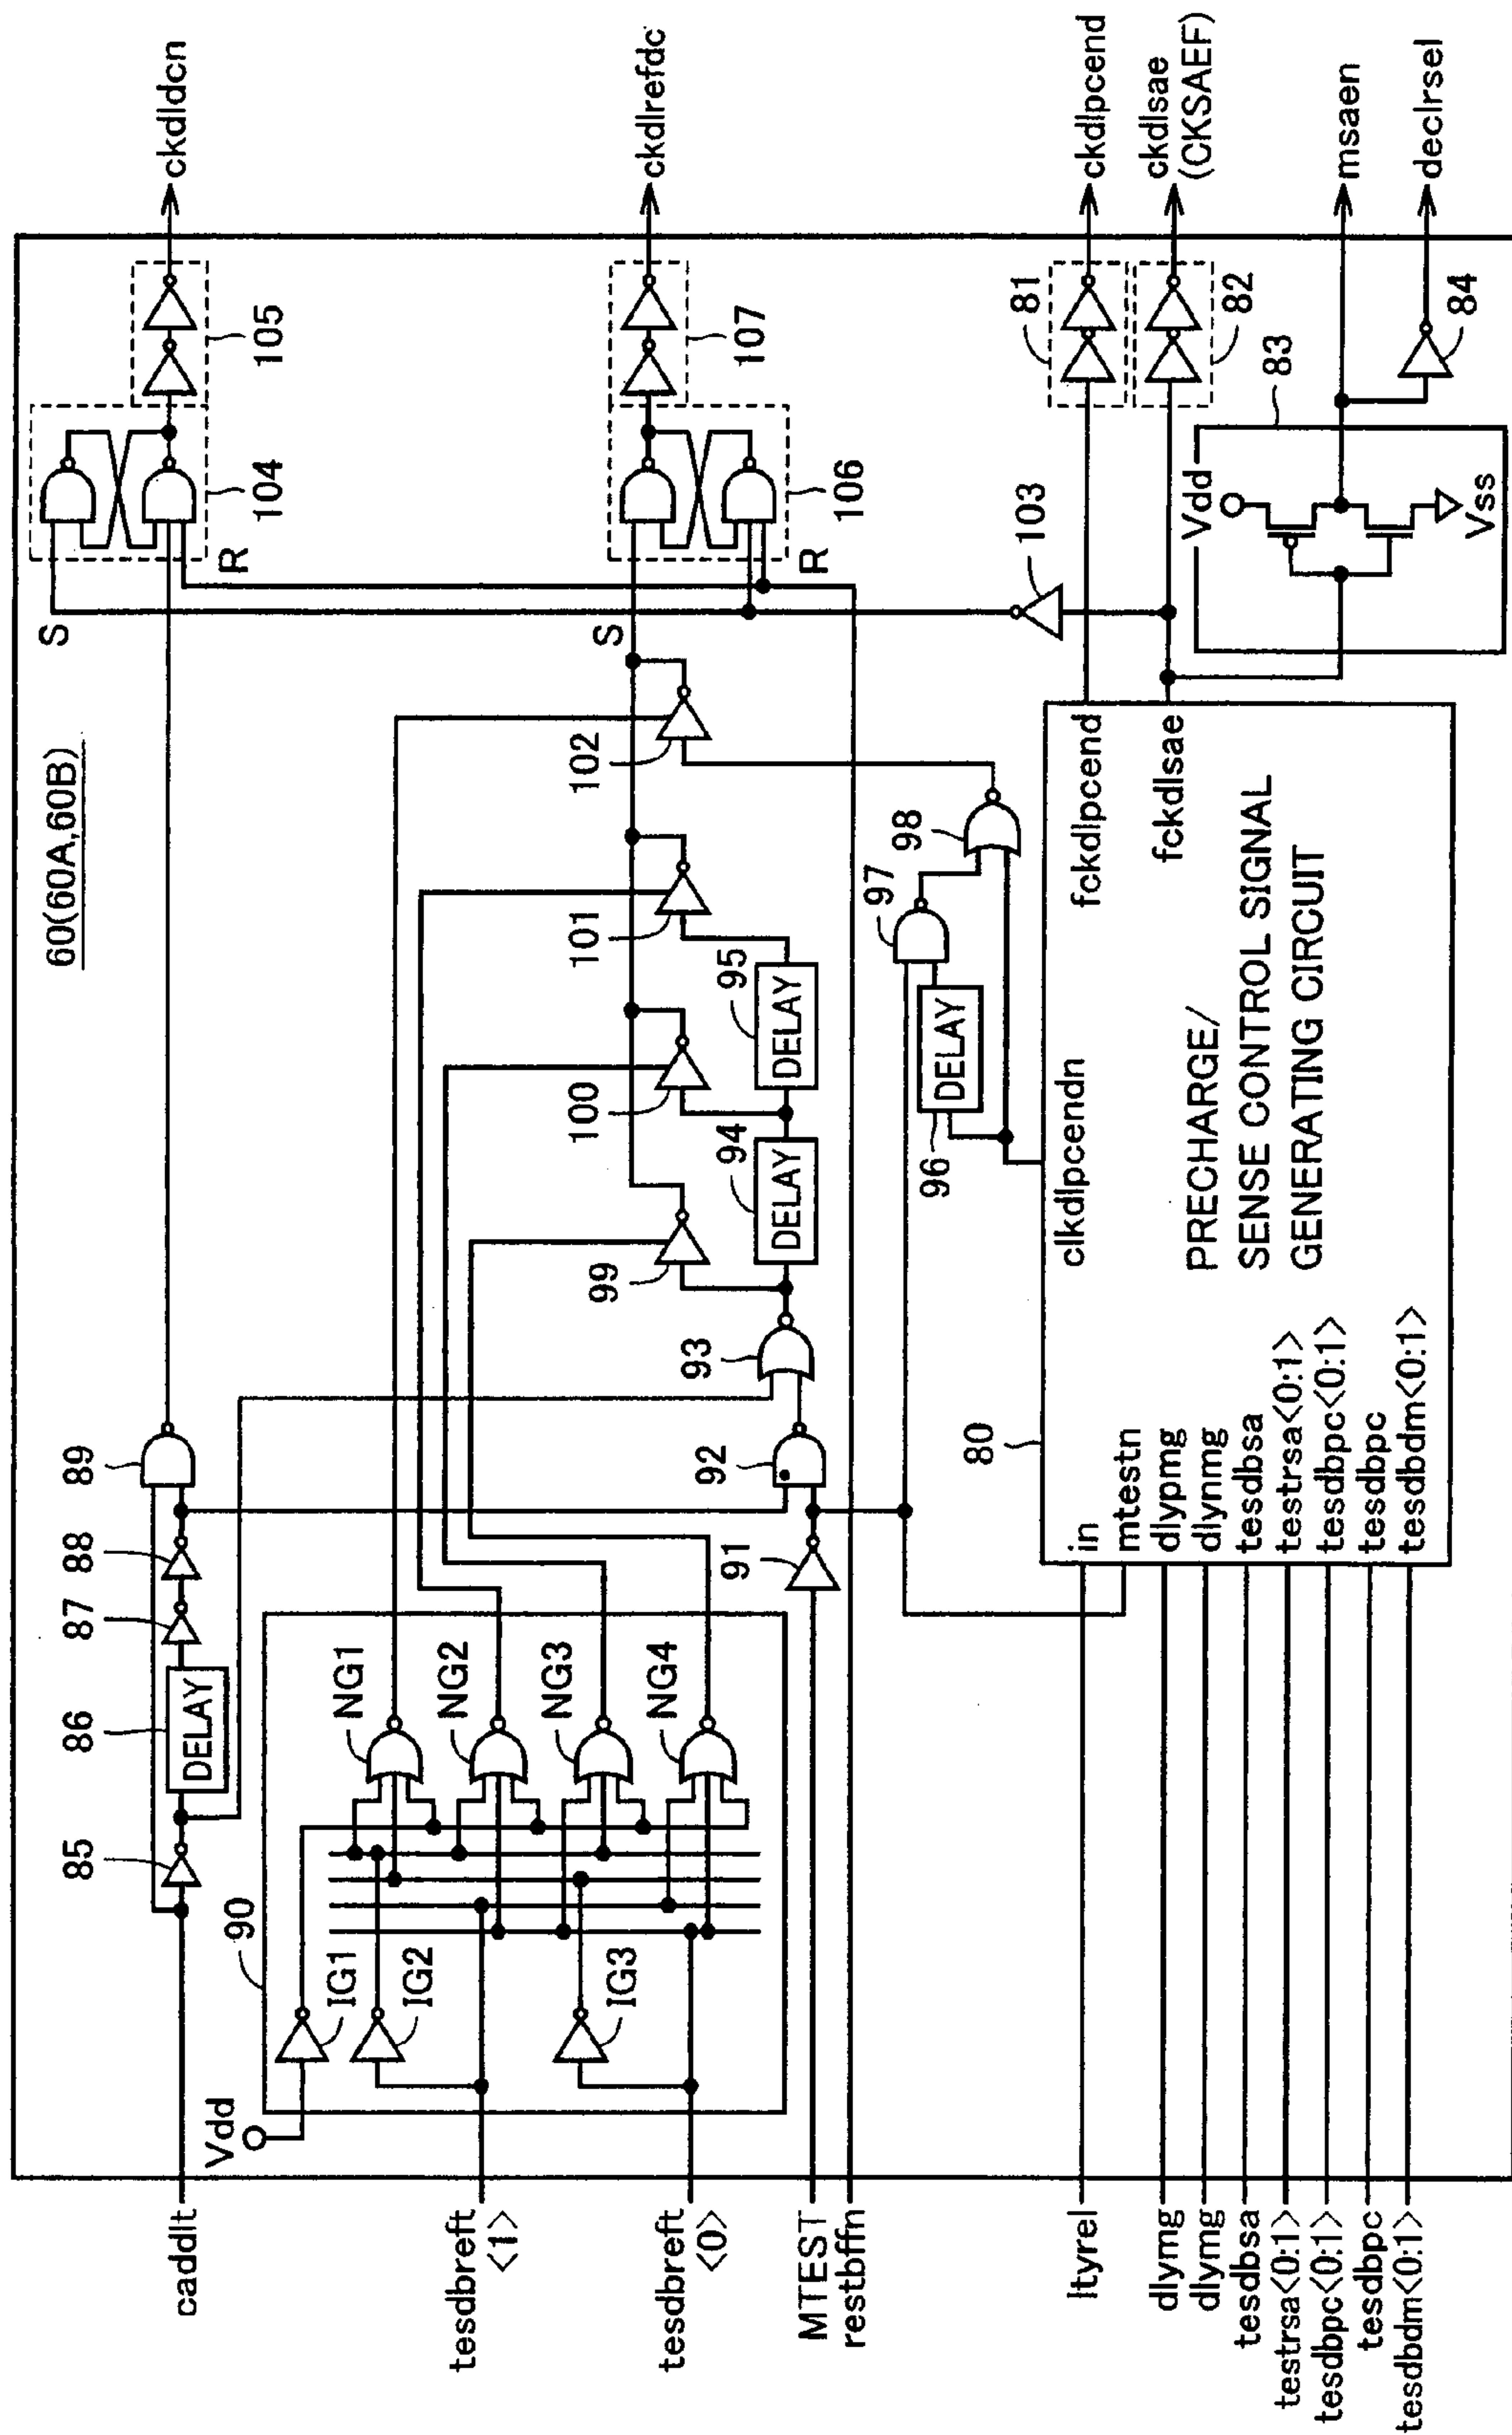 60(60A,60B)
caddlt
85
86
DELAY
87
88
89
S
R
104
105
ckdldcn
Vdd
90
IG1
IG2
IG3
NG1
NG2
NG3
NG4
tesdbreft
<1>
tesdbreft
<0>
MTEST
restbffn
91
92
93
94
DELAY
95
DELAY
99
100
101
102
S
R
106
107
ckdlrefdc
96
DELAY
97
98
103
80
clkdlpcendn
PRECHARGE/
SENSE CONTROL SIGNAL
GENERATING CIRCUIT
in
mtestn
dlypmg
dlynmg
tesdbsa
testrsa<0:1>
tesdbpc<0:1>
tesdbpc
tesdbdm<0:1>
ltyrel
dlymg
dlymg
tesdbsa
testrsa<0:1>
tesdbpc<0:1>
tesdbpc
tesdbdm<0:1>
fckdlpcend
fckdlsae
81
82
83
84
Vdd
Vss
ckdlpcend
ckdlsae
(CKSAEF)
msaen
declrsel